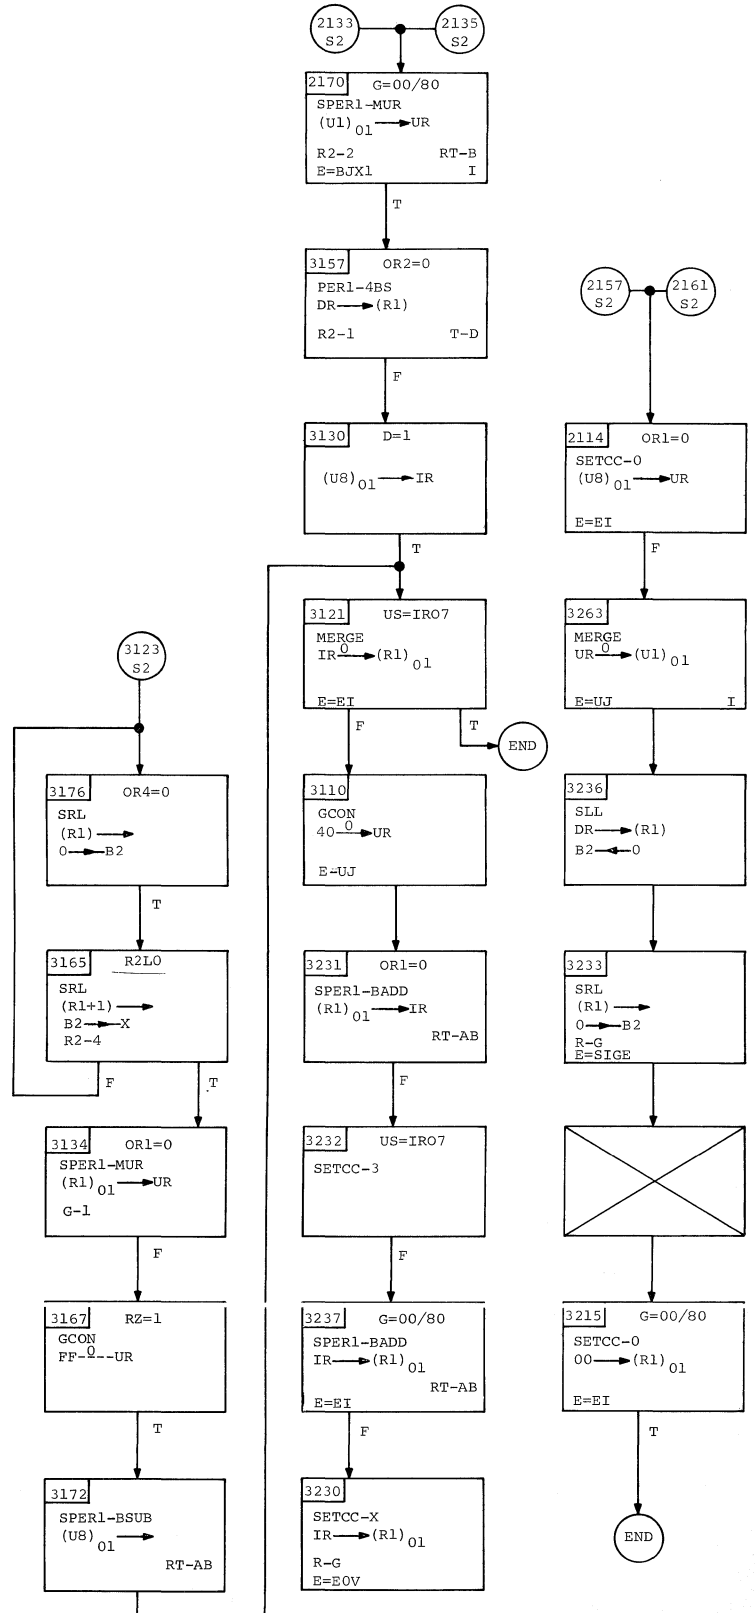 2133
S2
2135
S2
2170 G=00/80
SPER1-MUR
(U1)01 UR
R2-2 RT-B
E=BJX1 I
T
3157 OR2=0
PER1-4BS
DR (R1)
R2-1 T-D
F
3130 D=1
(U8)01 IR
T
3121 US=IRO7
MERGE
IR 0 (R1)01
E=EI
F T
END
3110
GCON
40 0 UR
E-UJ
3231 OR1=0
SPER1-BADD
(R1)01 IR
RT-AB
F
3232 US=IRO7
SETCC-3
F
3237 G=00/80
SPER1-BADD
IR (R1)01
RT-AB
E=EI
F
3230
SETCC-X
IR (R1)01
R-G
E=EOV
3123
S2
3176 OR4=0
SRL
(R1)
0 B2
T
3165 R2LO
SRL
(R1+1)
B2 X
R2-4
F T
3134 OR1=0
SPER1-MUR
(R1)01 UR
G-1
F
3167 RZ=1
GCON
FF-0--UR
T
3172
SPER1-BSUB
(U8)01
RT-AB
2157
S2
2161
S2
2114 OR1=0
SETCC-0
(U8)01 UR
E=EI
F
3263
MERGE
UR 0 (U1)01
E=UJ I
3236
SLL
DR (R1)
B2 0
3233
SRL
(R1)
0 B2
R-G
E=SIGE
3215 G=00/80
SETCC-0
00 (R1)01
E=EI
T
END